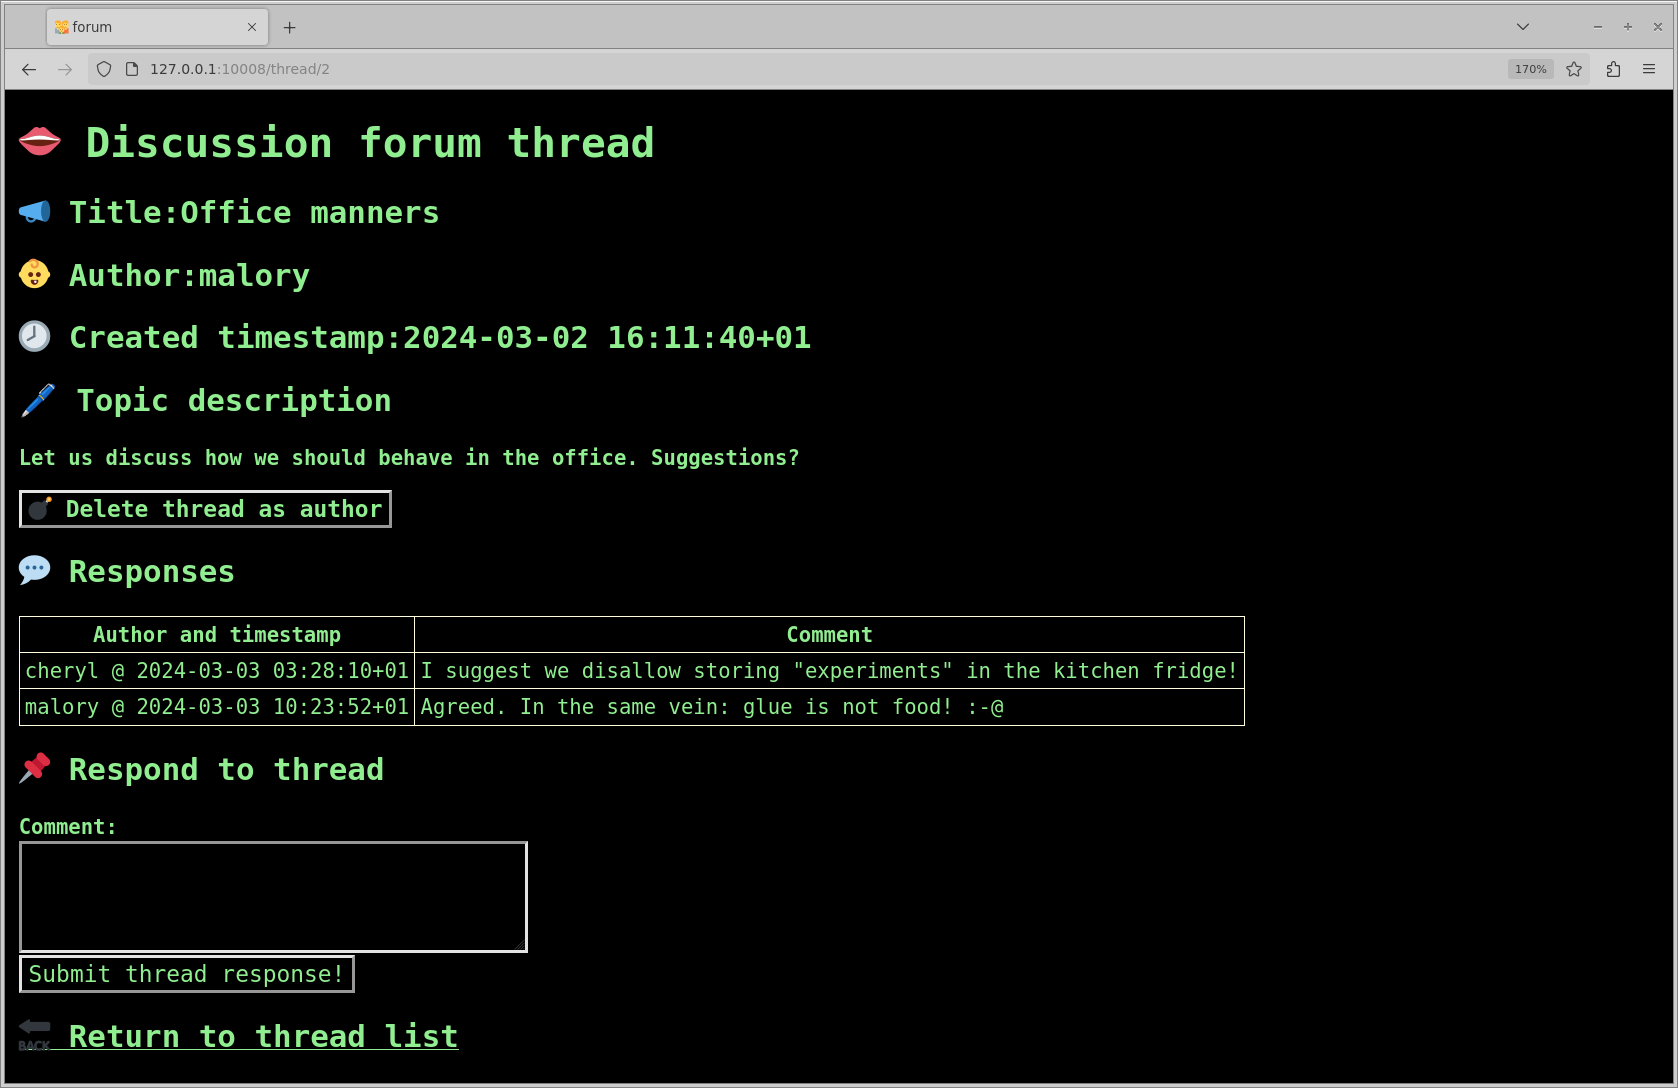 forum
127.0.0.1:10008/thread/2
170%
Discussion forum thread
Title:Office manners
Author:malory
Created timestamp:2024-03-02 16:11:40+01
Topic description
Let us discuss how we should behave in the office. Suggestions?
Delete thread as author
Responses
Author and timestamp Comment
cheryl @ 2024-03-03 03:28:10+01 I suggest we disallow storing "experiments" in the kitchen fridge!
malory @ 2024-03-03 10:23:52+01 Agreed. In the same vein: glue is not food! :-@
Respond to thread
Comment:
Submit thread response!
BACK Return to thread list